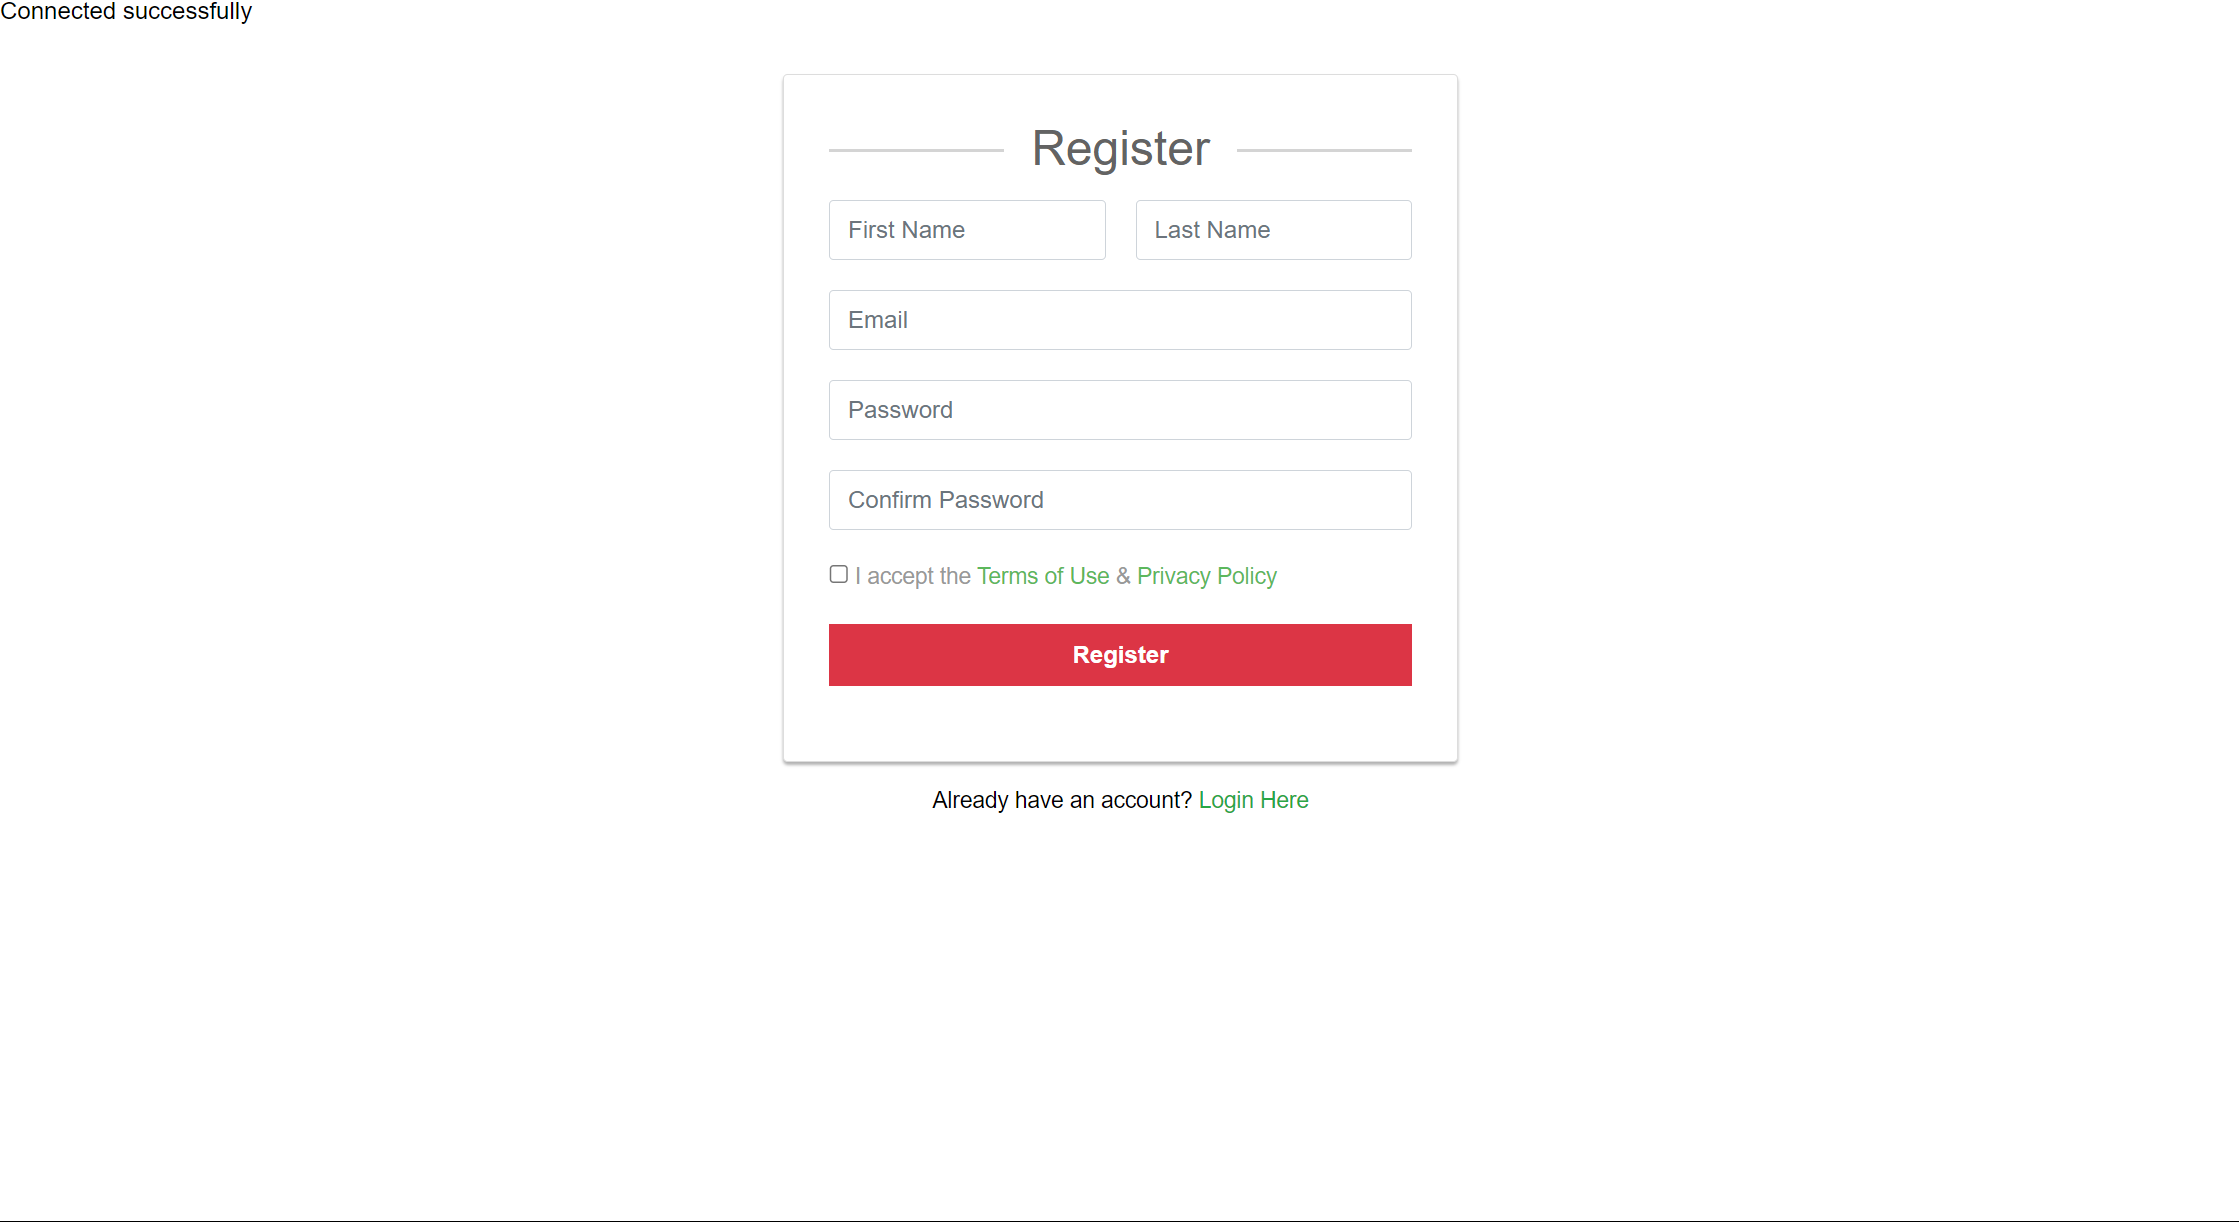 Connected successfully
Register
First Name
Last Name
Email
Password
Confirm Password
I accept the Terms of Use & Privacy Policy
Register
Already have an account? Login Here